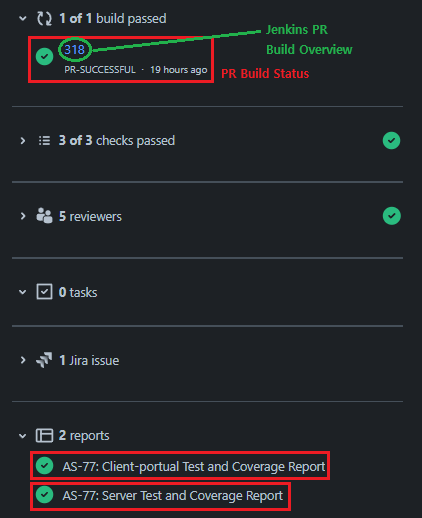 1 of 1 build passed
318
PR-SUCCESSFUL · 19 hours ago
Jenkins PR
Build Overview
PR Build Status
3 of 3 checks passed
5 reviewers
0 tasks
1 Jira issue
2 reports
AS-77: Client-portual Test and Coverage Report
AS-77: Server Test and Coverage Report